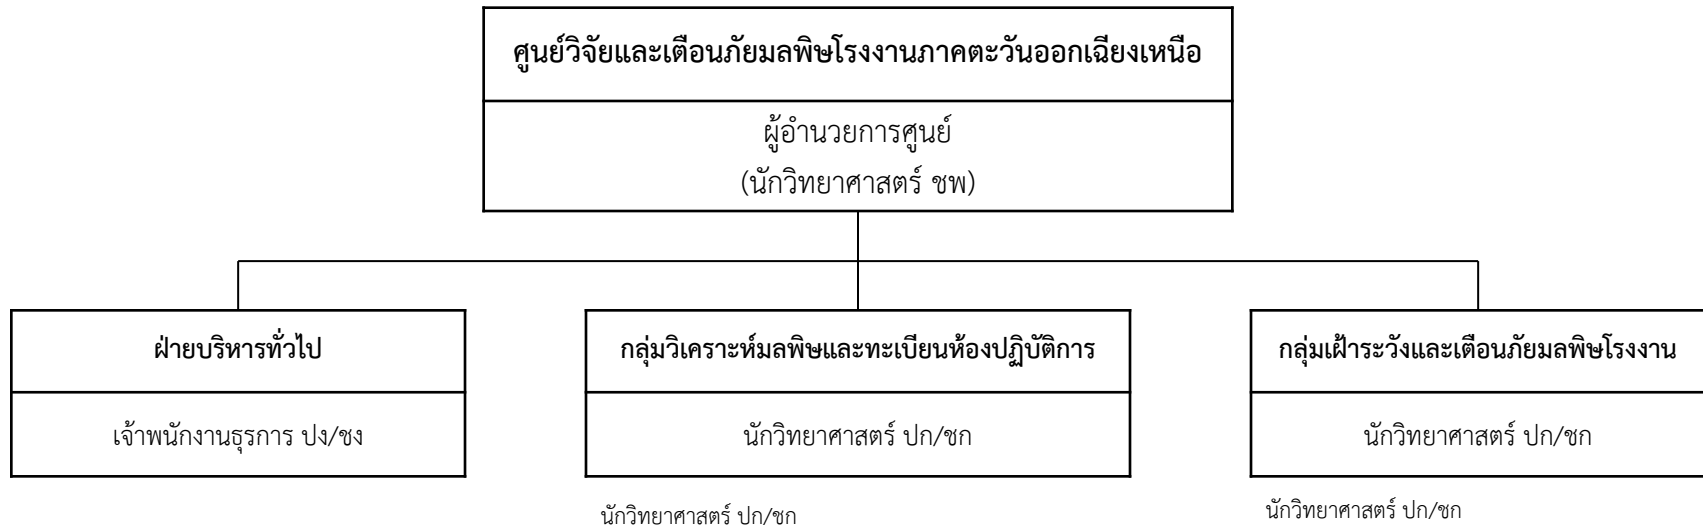 ศูนย์วิจัยและเตือนภัยมลพิษโรงงานภาคตะวันออกเฉียงเหนือ
ผู้อำนวยการศูนย์
(นักวิทยาศาสตร์ ชพ)
ฝ่ายบริหารทั่วไป
เจ้าพนักงานธุรการ ปง/ชง
กลุ่มวิเคราะห์มลพิษและทะเบียนห้องปฏิบัติการ
นักวิทยาศาสตร์ ปก/ชก
นักวิทยาศาสตร์ ปก/ชก
กลุ่มเฝ้าระวังและเตือนภัยมลพิษโรงงาน
นักวิทยาศาสตร์ ปก/ชก
นักวิทยาศาสตร์ ปก/ชก